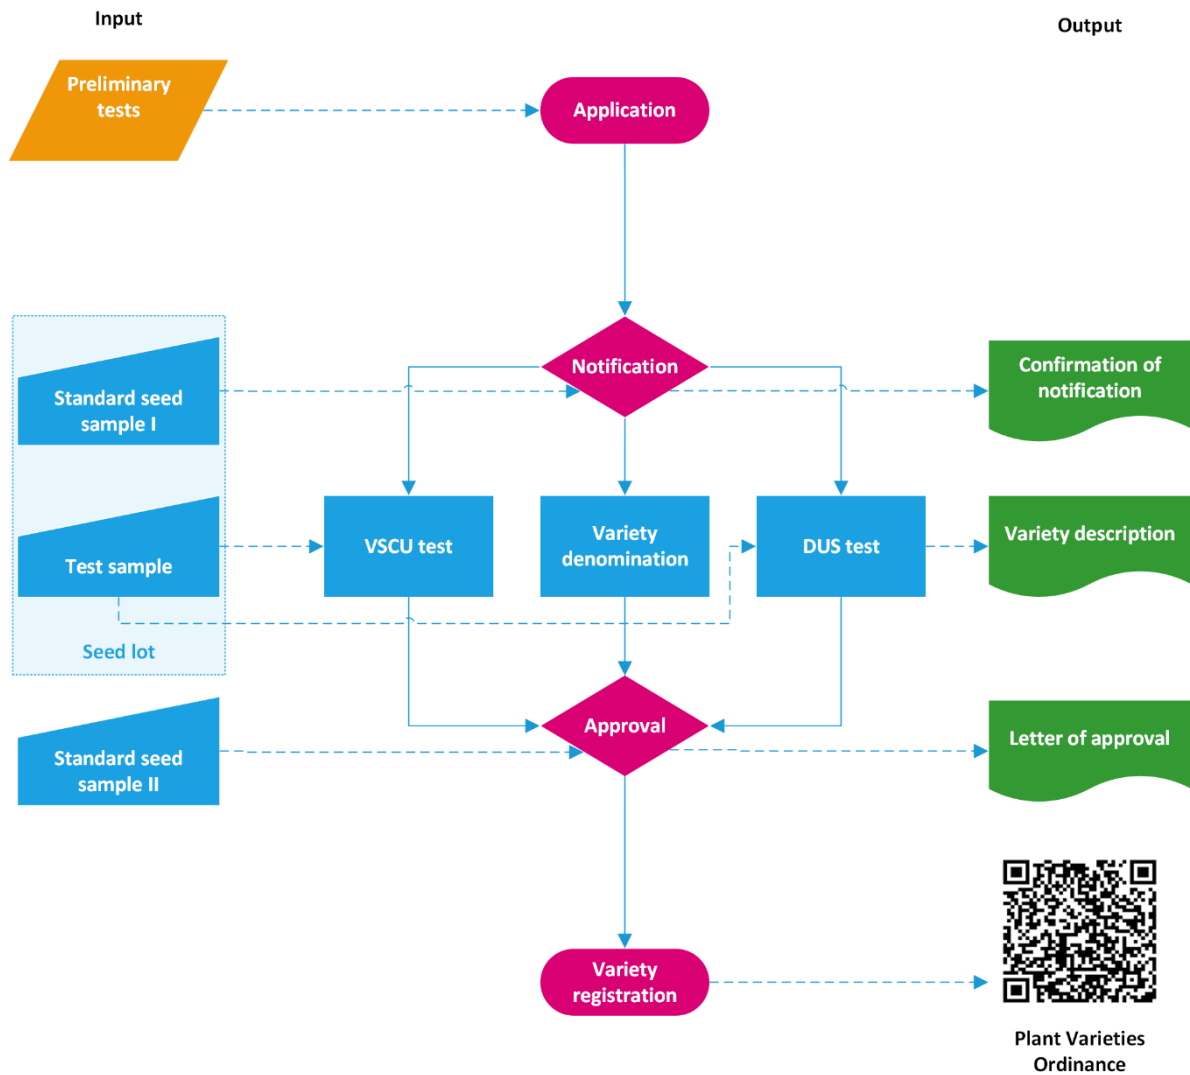 Input
Output
Preliminary
tests
Application
Notification
Confirmation of
notification
Standard seed
sample I
Test sample
VSCU test
Variety
denomination
DUS test
Variety description
Seed lot
Standard seed
sample II
Approval
Letter of approval
Variety
registration
Plant Varieties
Ordinance